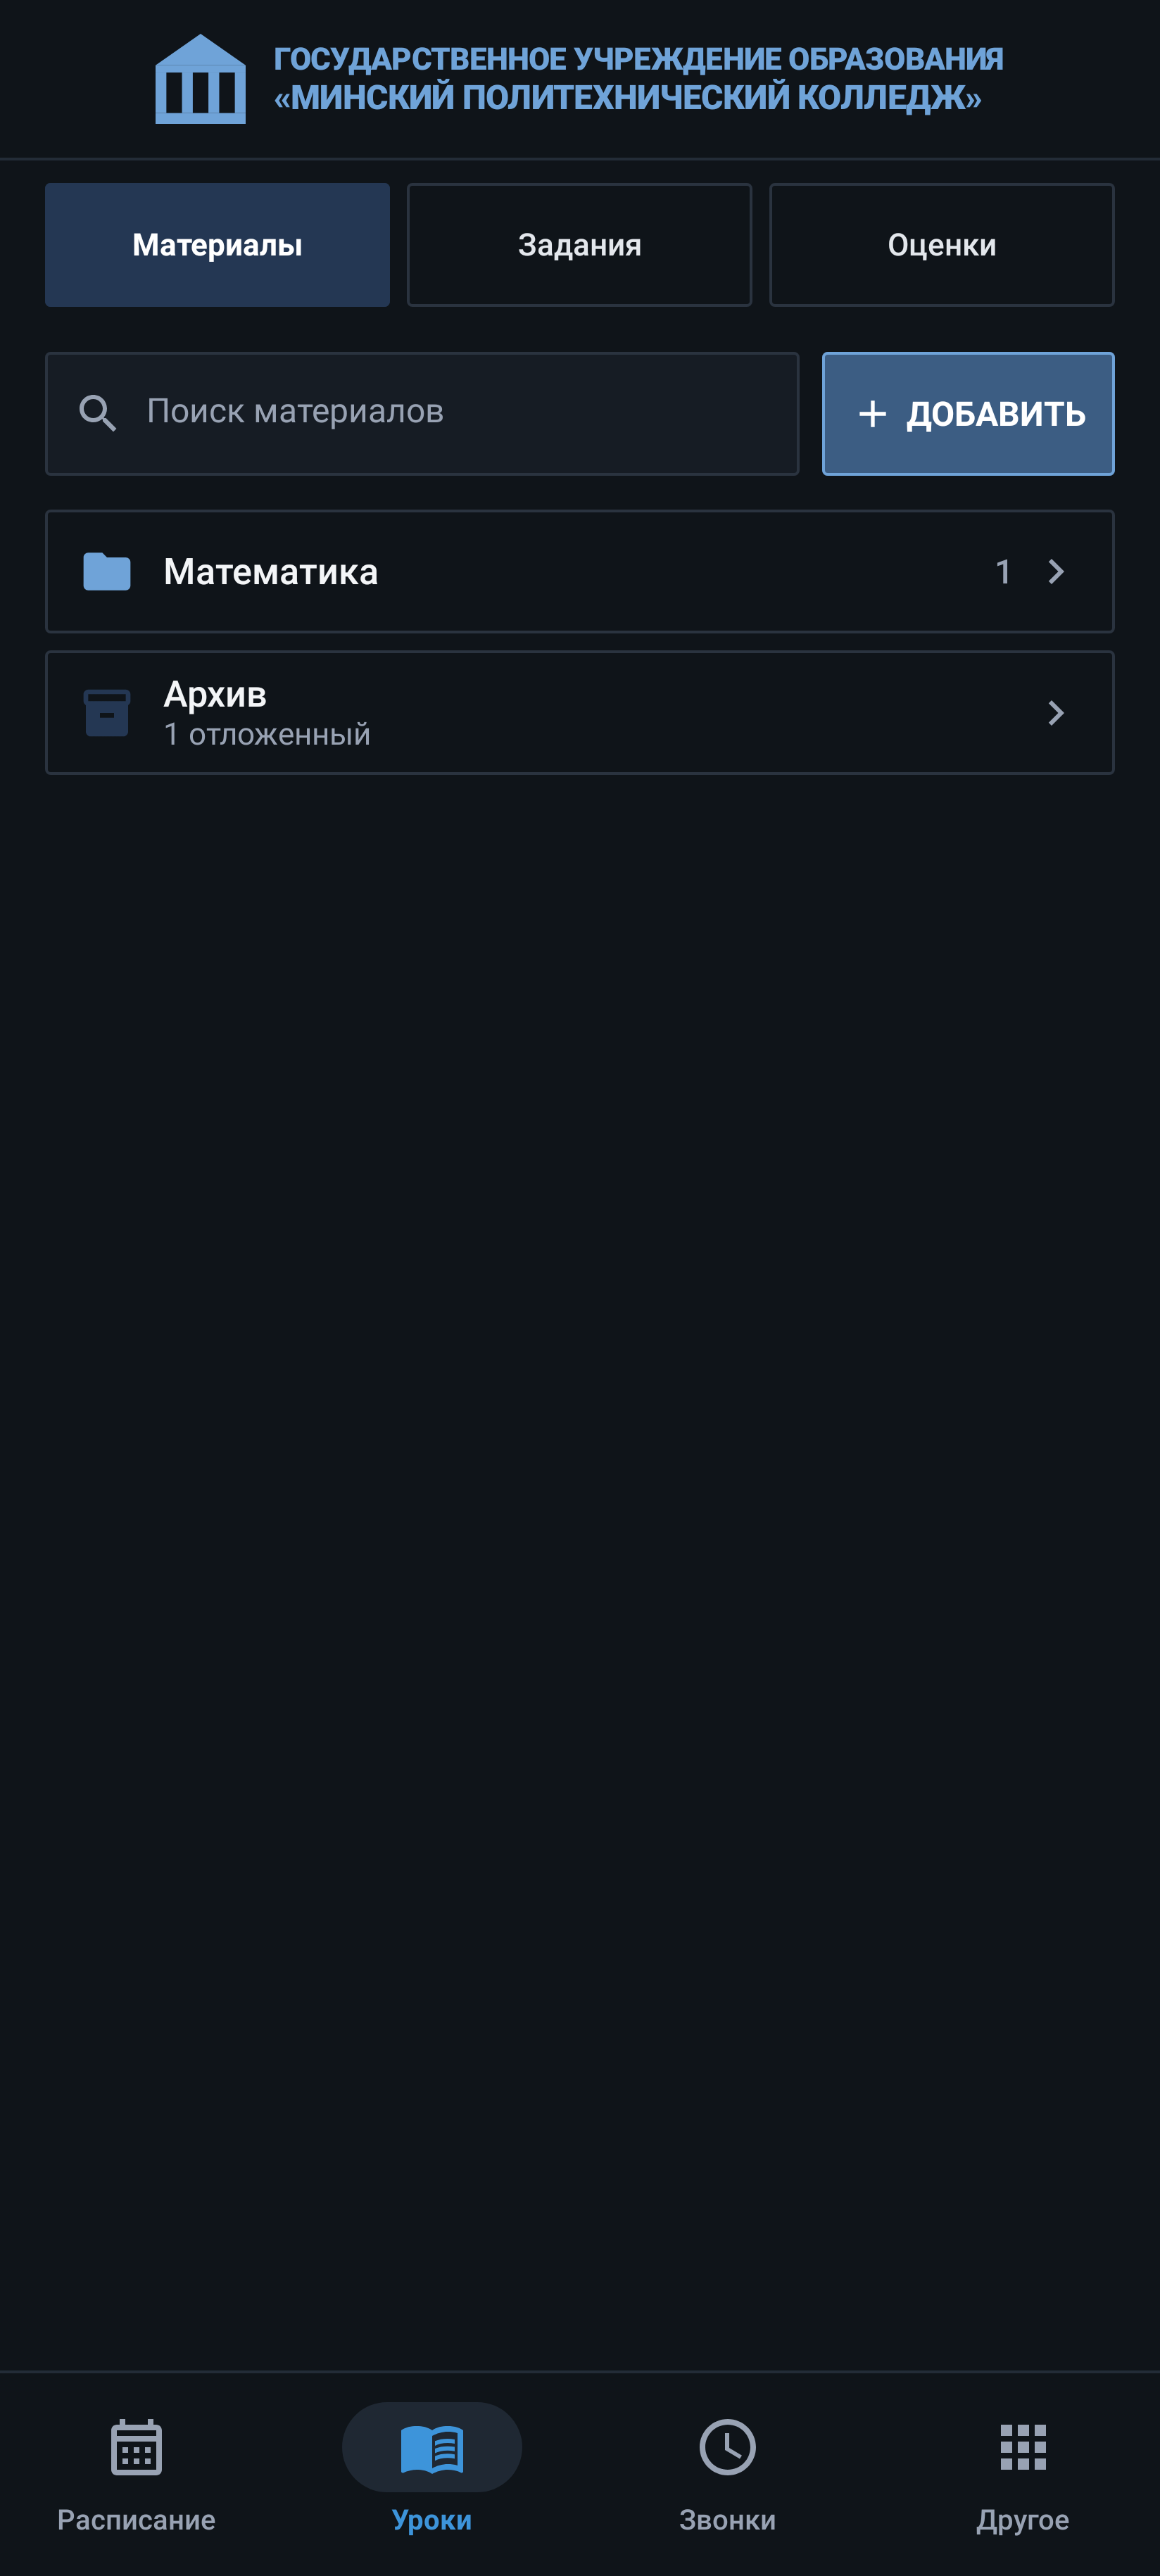 ГОСУДАРСТВЕННОЕ УЧРЕЖДЕНИЕ ОБРАЗОВАНИЯ
«МИНСКИЙ ПОЛИТЕХНИЧЕСКИЙ КОЛЛЕДЖ»
Материалы
Задания
Оценки
Поиск материалов
+ ДОБАВИТЬ
Математика
1
Архив
1 отложенный
Расписание
Уроки
Звонки
Другое